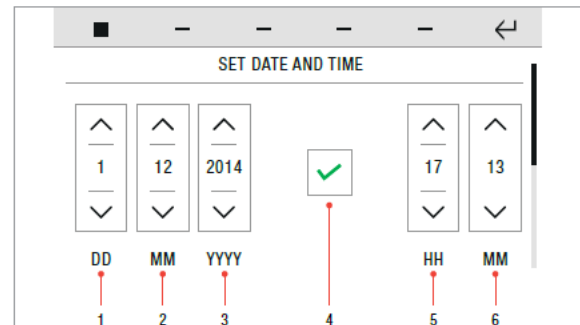 SET DATE AND TIME
1 12 2014 17 13
DD MM YYYY HH MM
1 2 3 4 5 6